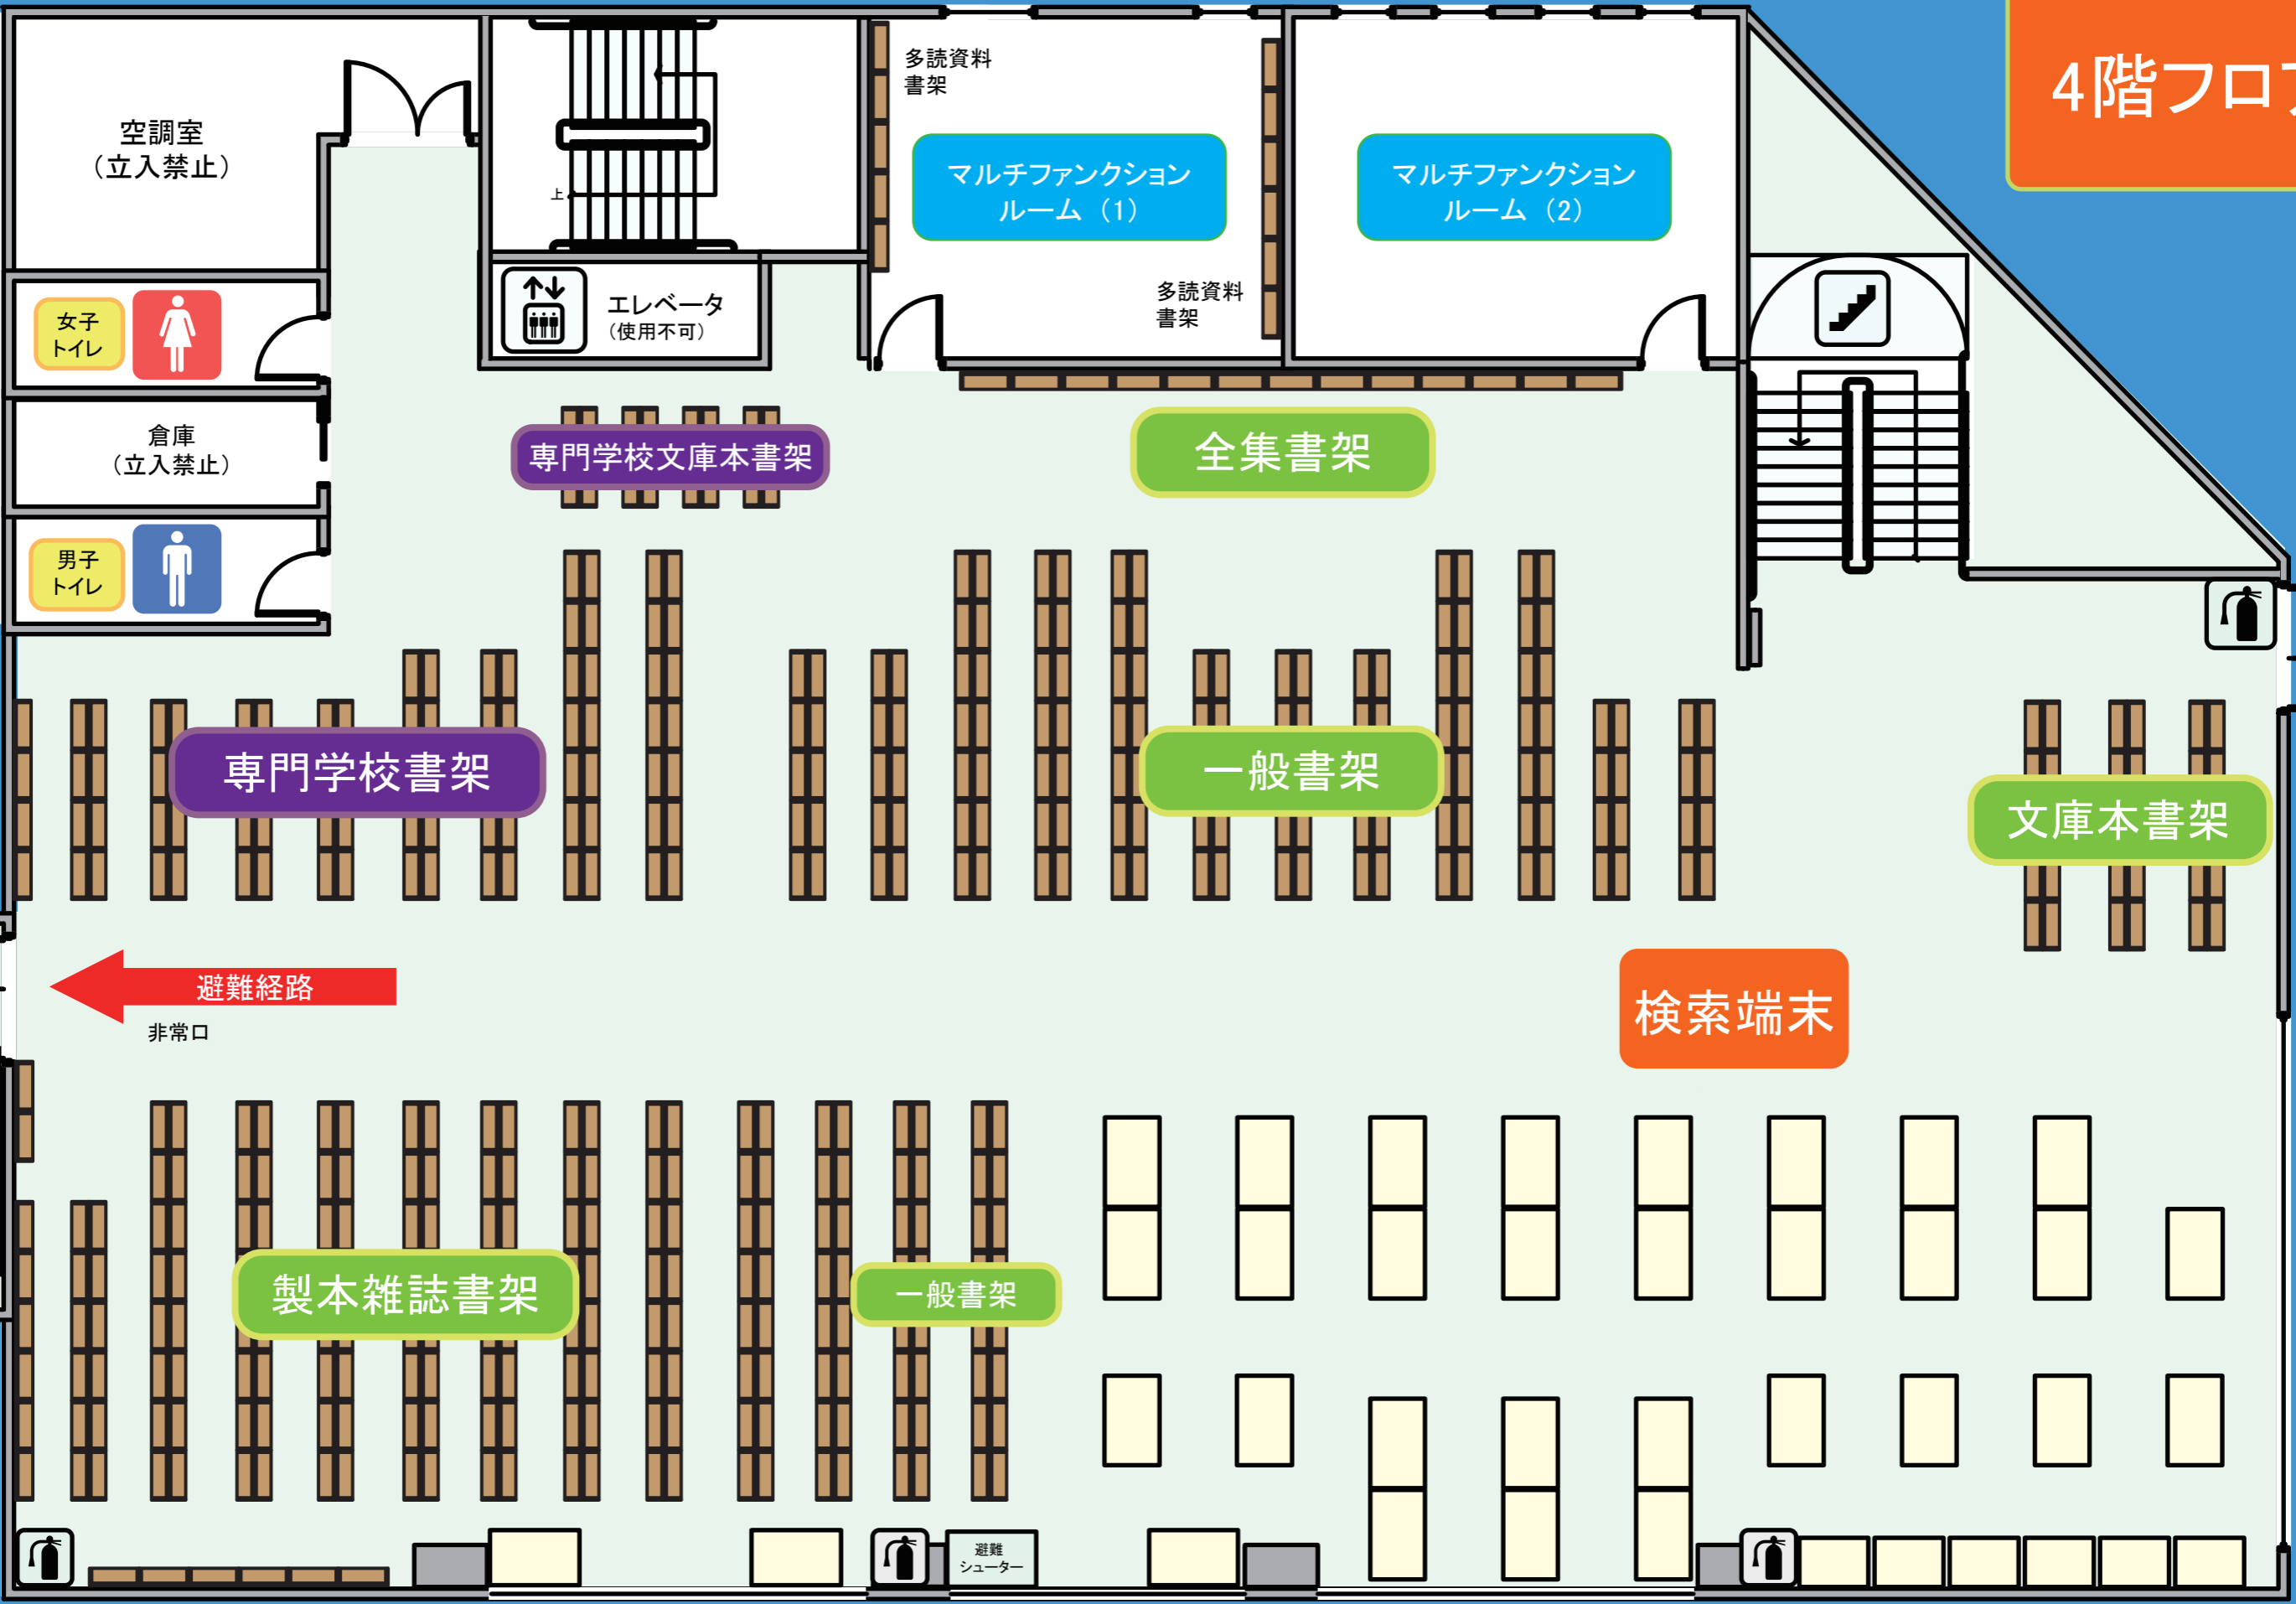 4階フロア
多読資料
書架
空調室
（立入禁止）
マルチファンクション
ルーム（1）
マルチファンクション
ルーム（2）
上
エレベータ
（使用不可）
多読資料
書架
女子
トイレ
倉庫
（立入禁止）
専門学校文庫本書架
全集書架
男子
トイレ
専門学校書架
一般書架
文庫本書架
避難経路
非常口
検索端末
製本雑誌書架
一般書架
避難
シューター